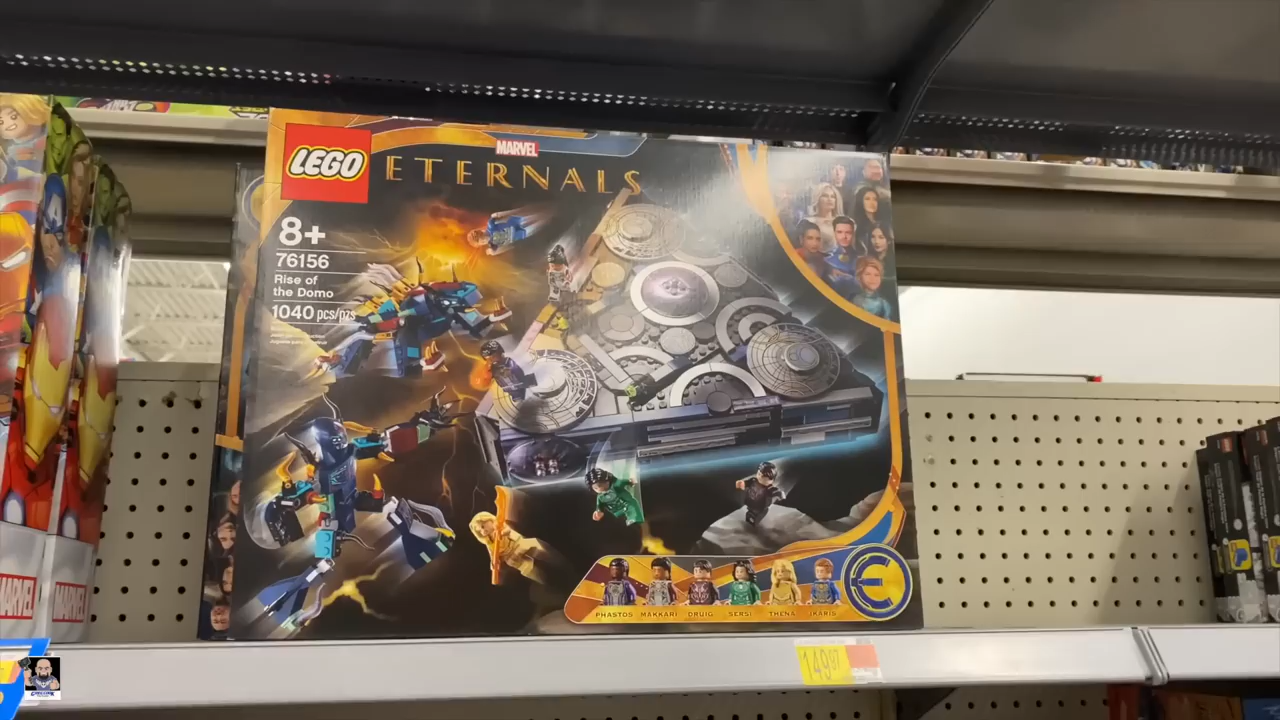 LEGO
MARVEL
ETERNALS
8+
76156
Rise of
the Domo
1040 pcs/pzs
PHASTOS MAKKARI DRUIG SERSI THENA IKARIS
MARVEL
MARVEL
149 97